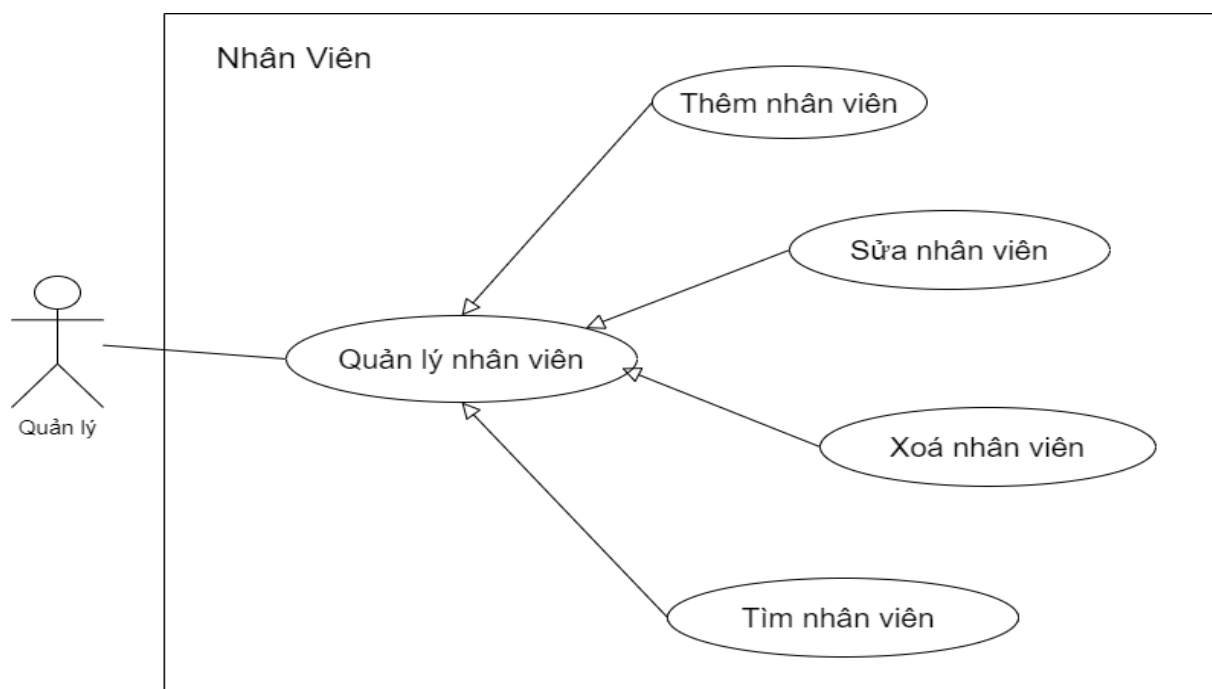 Nhân Viên
Thêm nhân viên
Sửa nhân viên
Quản lý nhân viên
Quản lý
Xoá nhân viên
Tìm nhân viên